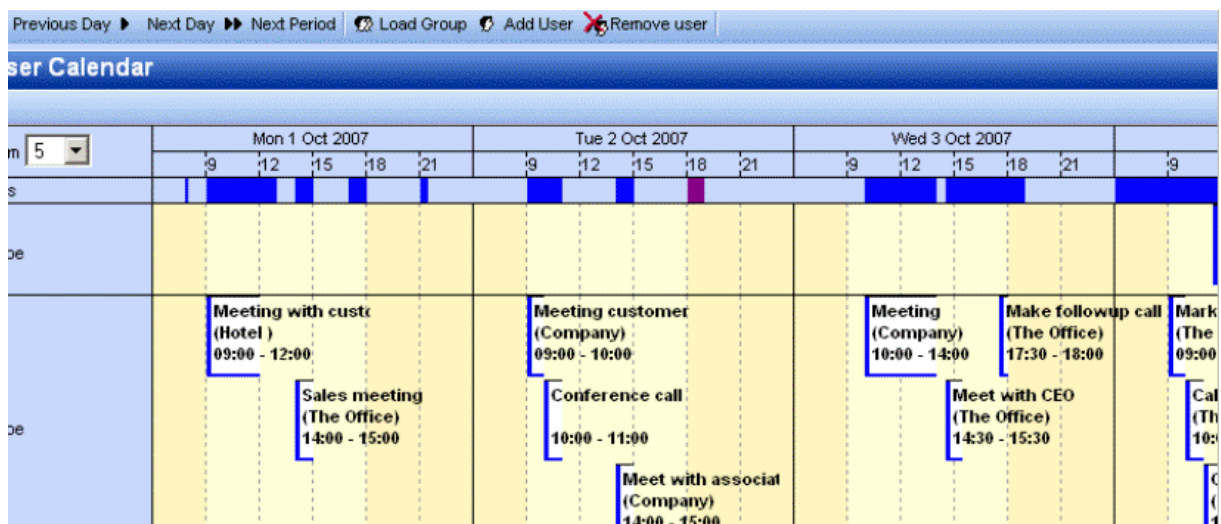 Previous Day Next Day Next Period Load Group Add User Remove user
ser Calendar
m 5
Mon 1 Oct 2007 Tue 2 Oct 2007 Wed 3 Oct 2007
9 12 15 18 21 9 12 15 18 21 9 12 15 18 21 9
s
pe
Meeting with custo
(Hotel )
09:00 - 12:00
Sales meeting
(The Office)
14:00 - 15:00
Meeting customer
(Company)
09:00 - 10:00
Conference call
10:00 - 11:00
Meet with associat
(Company)
14:00 - 15:00
Meeting
(Company)
10:00 - 14:00
Make followup call
(The Office)
17:30 - 18:00
Meet with CEO
(The Office)
14:30 - 15:30
Mark
(The
09:00
Cal
(Th
10:
pe